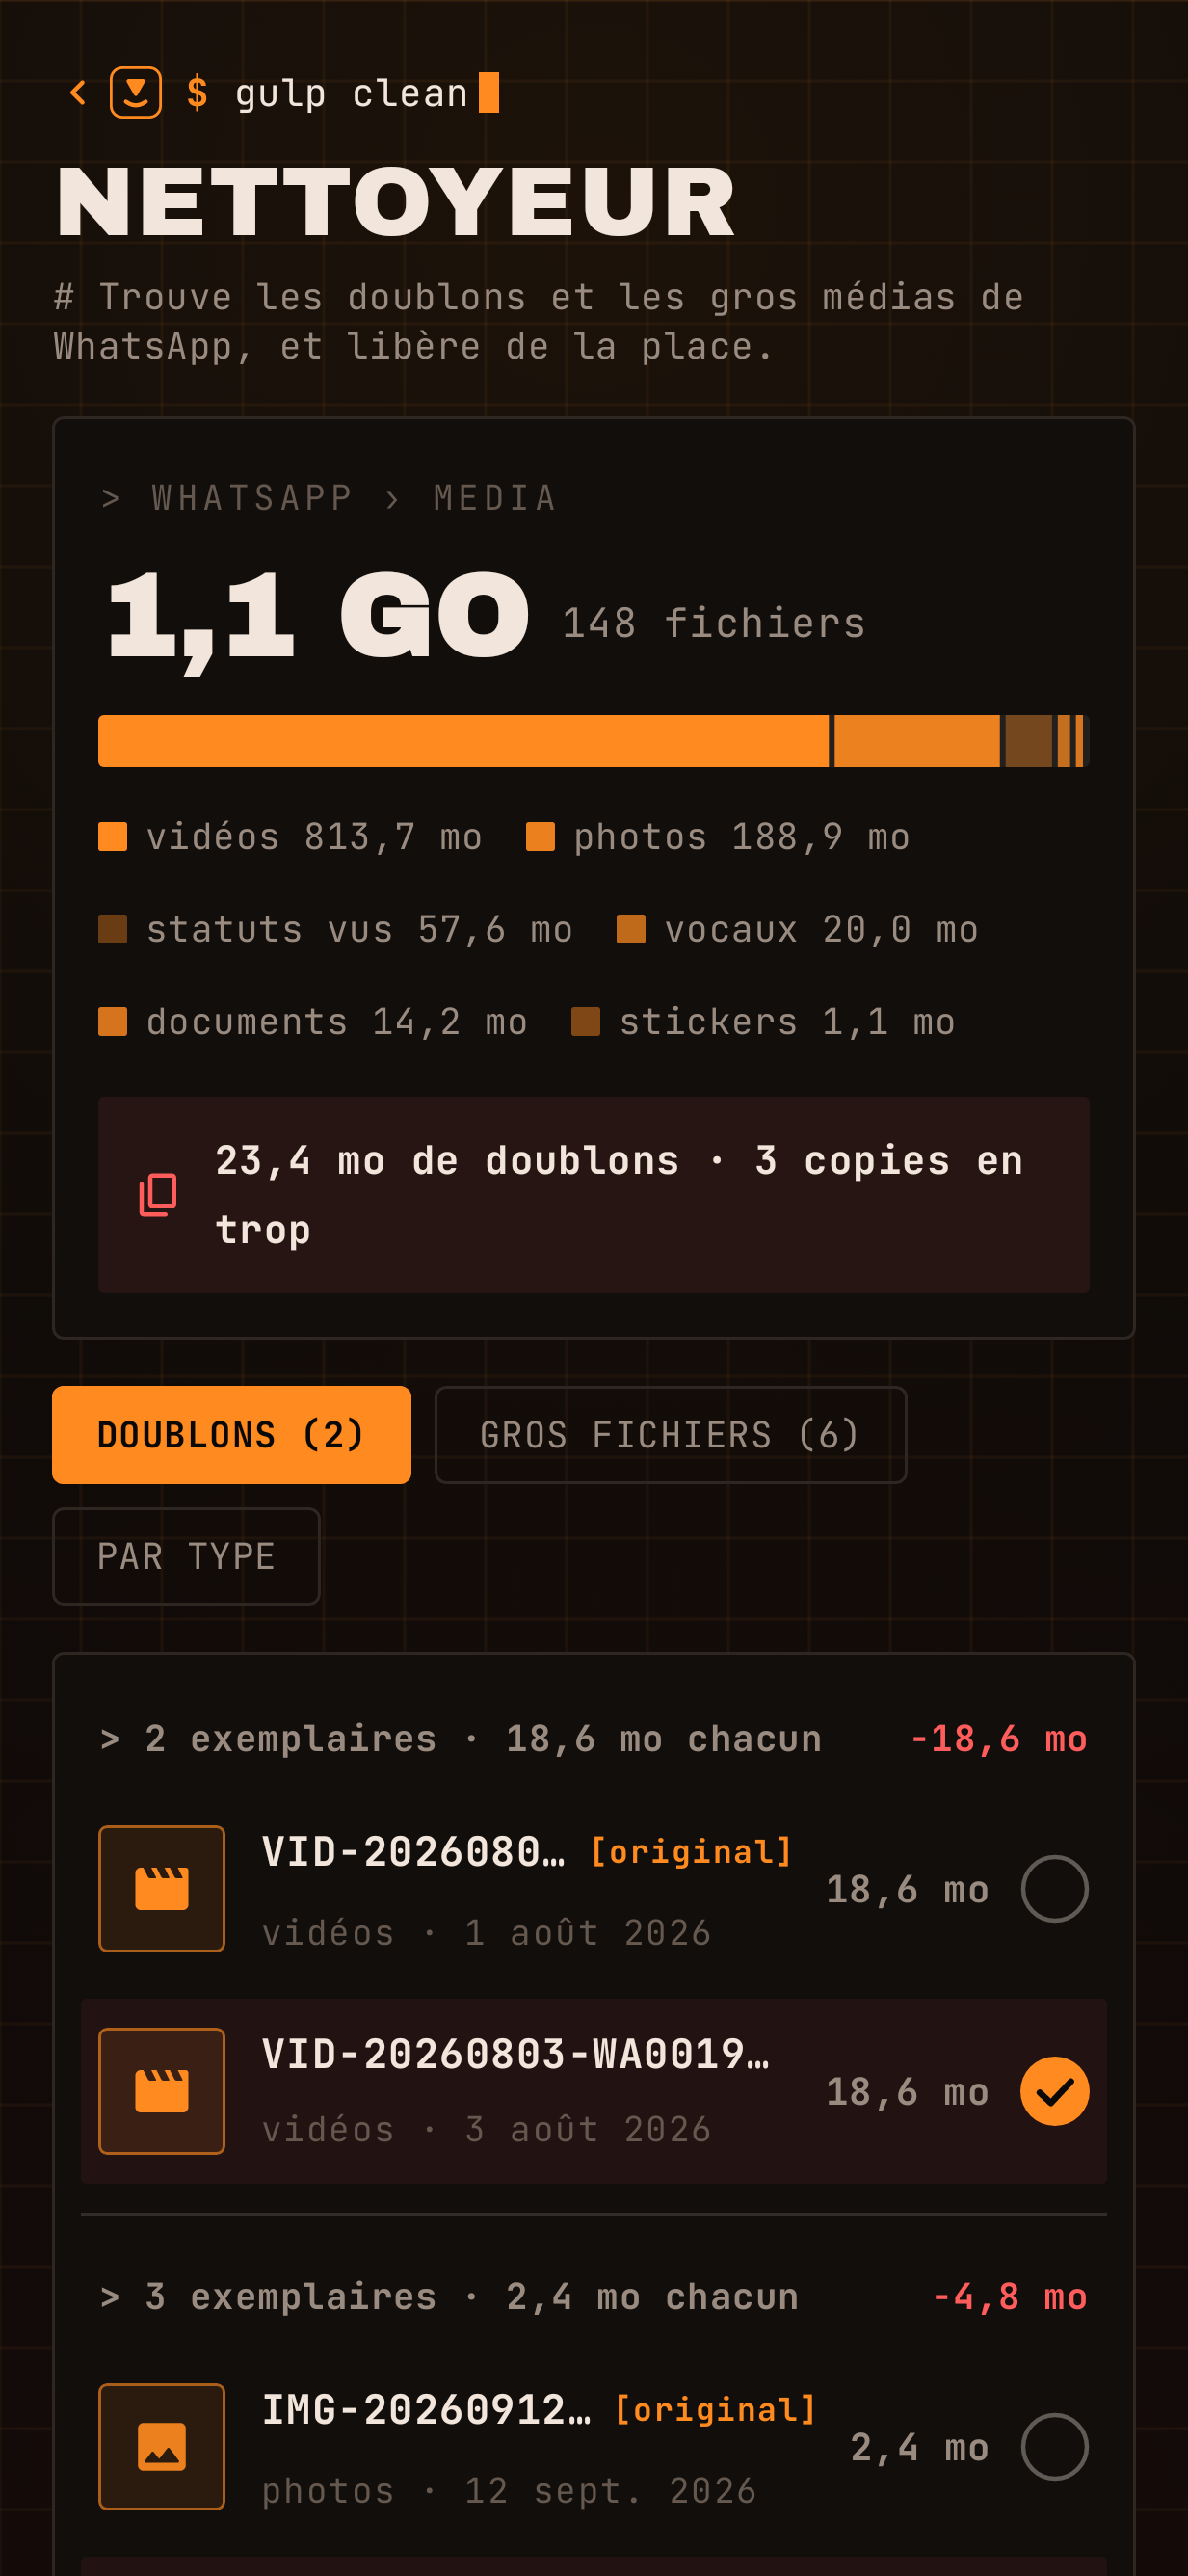 $ gulp clean
NETTOYEUR
# Trouve les doublons et les gros médias de
WhatsApp, et libère de la place.
> WHATSAPP › MEDIA
1,1 GO 148 fichiers
vidéos 813,7 mo photos 188,9 mo
statuts vus 57,6 mo vocaux 20,0 mo
documents 14,2 mo stickers 1,1 mo
23,4 mo de doublons · 3 copies en
trop
DOUBLONS (2) GROS FICHIERS (6)
PAR TYPE
> 2 exemplaires · 18,6 mo chacun -18,6 mo
VID-2026080… [original]
18,6 mo
vidéos · 1 août 2026
VID-20260803-WA0019…
18,6 mo
vidéos · 3 août 2026
> 3 exemplaires · 2,4 mo chacun -4,8 mo
IMG-20260912… [original]
2,4 mo
photos · 12 sept. 2026